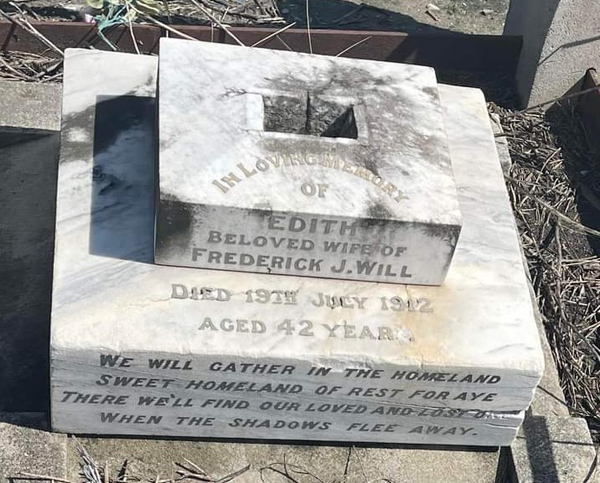 IN LOVING MEMORY
OF
EDITH
BELOVED WIFE OF
FREDERICK J. WILL
DIED 19TH JULY 1912
AGED 42 YEARS
WE WILL GATHER IN THE HOMELAND
SWEET HOMELAND OF REST FOR AYE
THERE WE'LL FIND OUR LOVED AND LOST
WHEN THE SHADOWS FLEE AWAY.